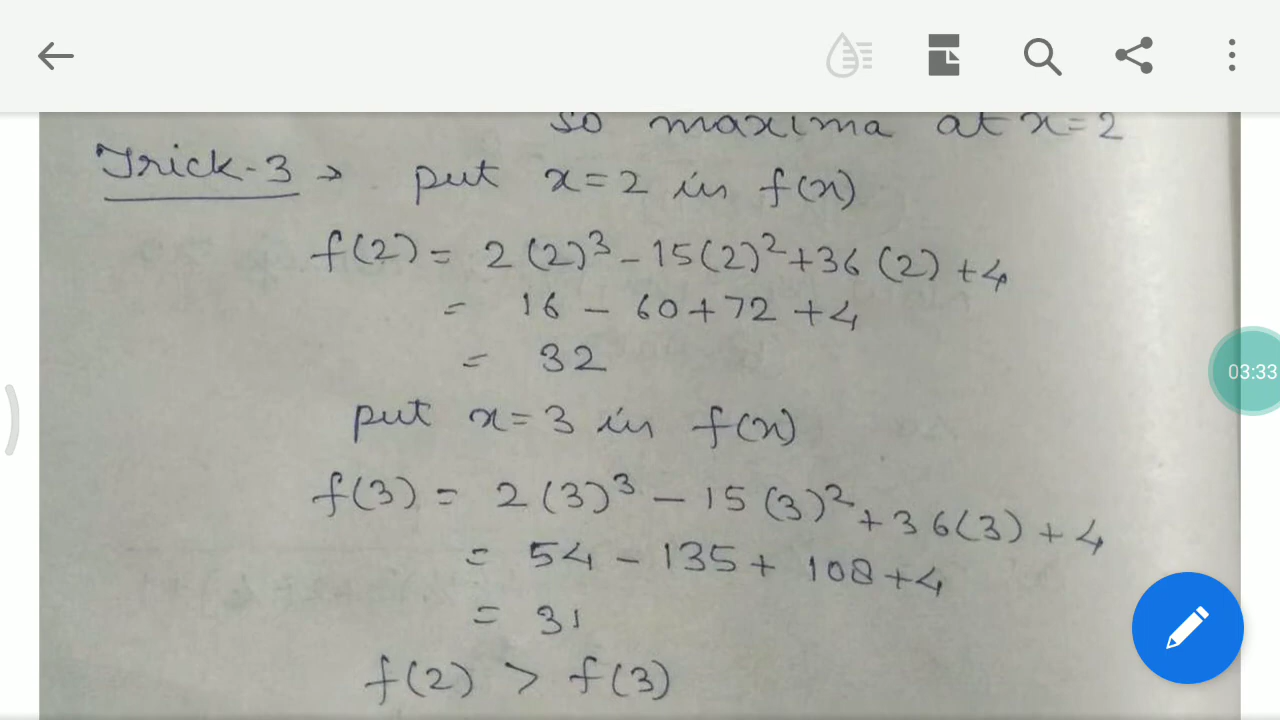 so maxima at x=2
Trick-3 → put x=2 in f(x)
f(2) = 2(2)³-15(2)²+36(2)+4
= 16-60+72+4
= 32
03:33
put x=3 in f(x)
f(3) = 2(3)³-15(3)²+36(3)+4
= 54-135+108+4
= 31
f(2) > f(3)